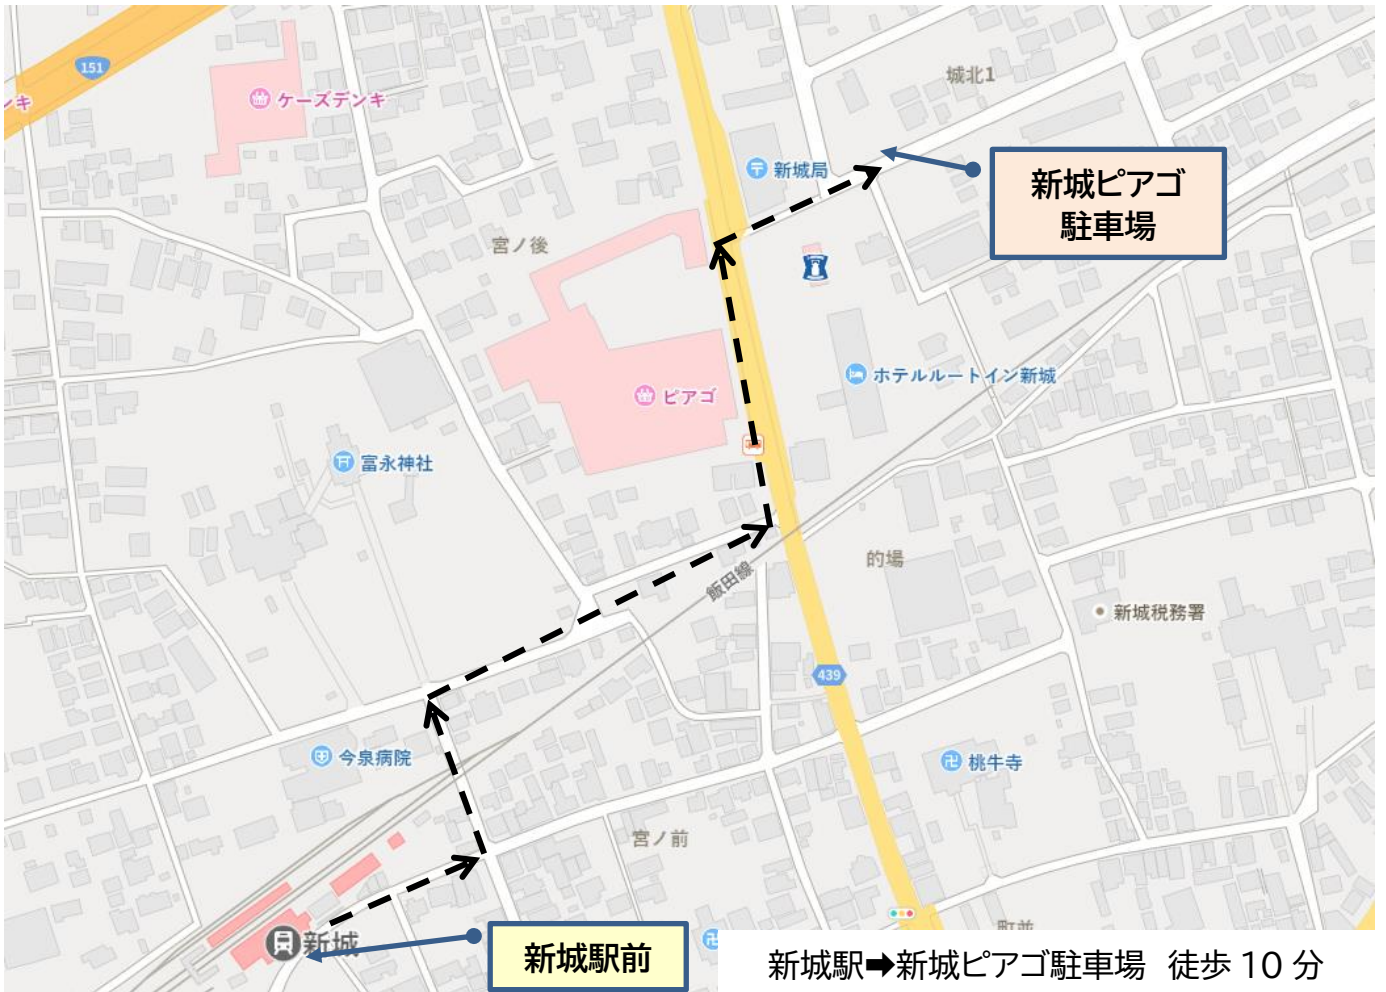 151
ンキ
ケーズデンキ
城北1
新城局
新城ピアゴ
駐車場
宮ノ後
ピアゴ
ホテルルートイン新城
富永神社
飯田線
的場
新城税務署
439
今泉病院
桃牛寺
宮ノ前
新城
新城駅前
町並
新城駅➡新城ピアゴ駐車場 徒歩 10 分